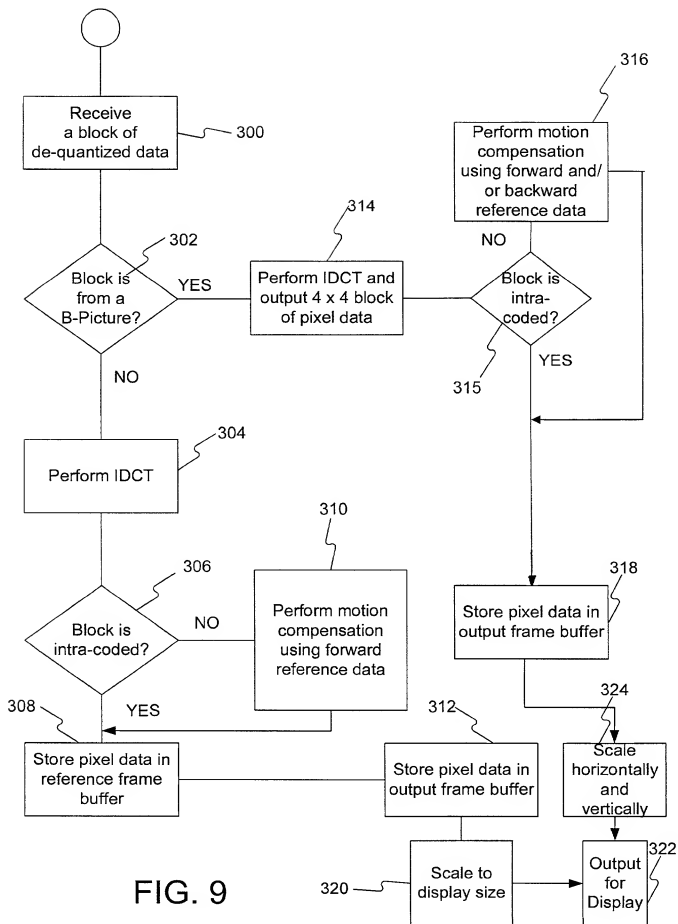 316
Receive
a block of
de-quantized data
300
Perform motion
compensation
using forward and/
or backward
reference data
314
302
NO
Block is
from a
B-Picture?
YES
Perform IDCT and
output 4 x 4 block
of pixel data
Block is
intra-
coded?
315
YES
NO
304
Perform IDCT
310
306
318
Block is
intra-coded?
NO
Perform motion
compensation
using forward
reference data
Store pixel data in
output frame buffer
308
YES
312
324
Store pixel data in
reference frame
buffer
Store pixel data in
output frame buffer
Scale
horizontally
and
vertically
FIG. 9
320
Scale to
display size
Output
for
Display
322